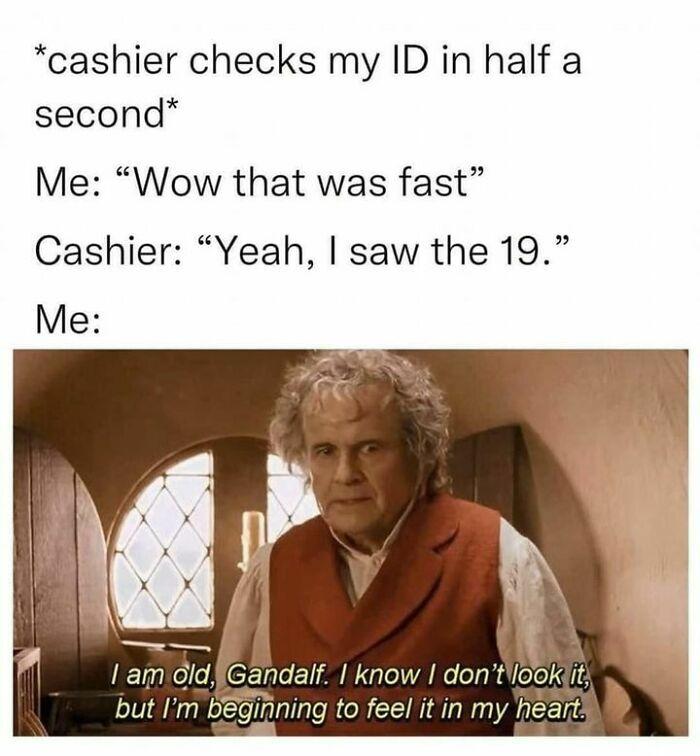 *cashier checks my ID in half a
second*
Me: “Wow that was fast”
Cashier: “Yeah, I saw the 19.”
Me:
I am old, Gandalf. I know I don't look it,
but I'm beginning to feel it in my heart.